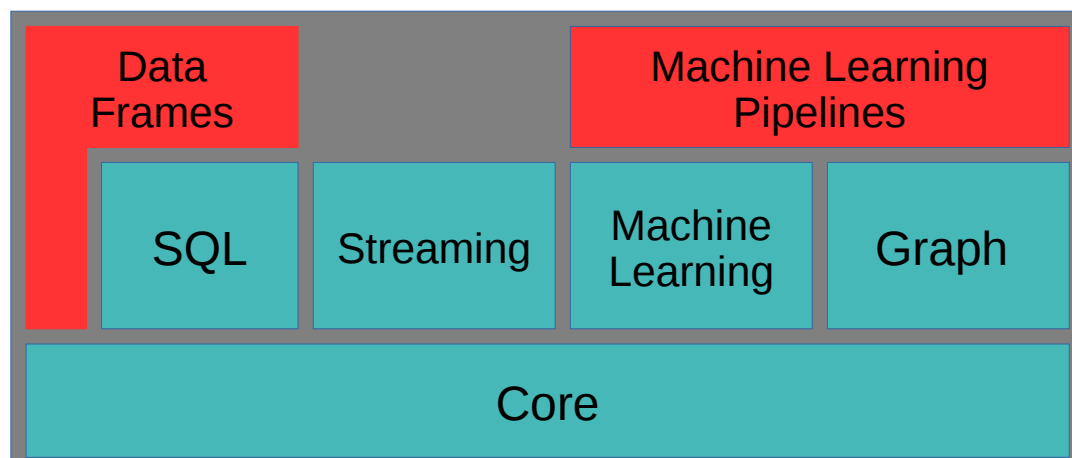 Data
Frames
Machine Learning
Pipelines
SQL
Streaming
Machine
Learning
Graph
Core